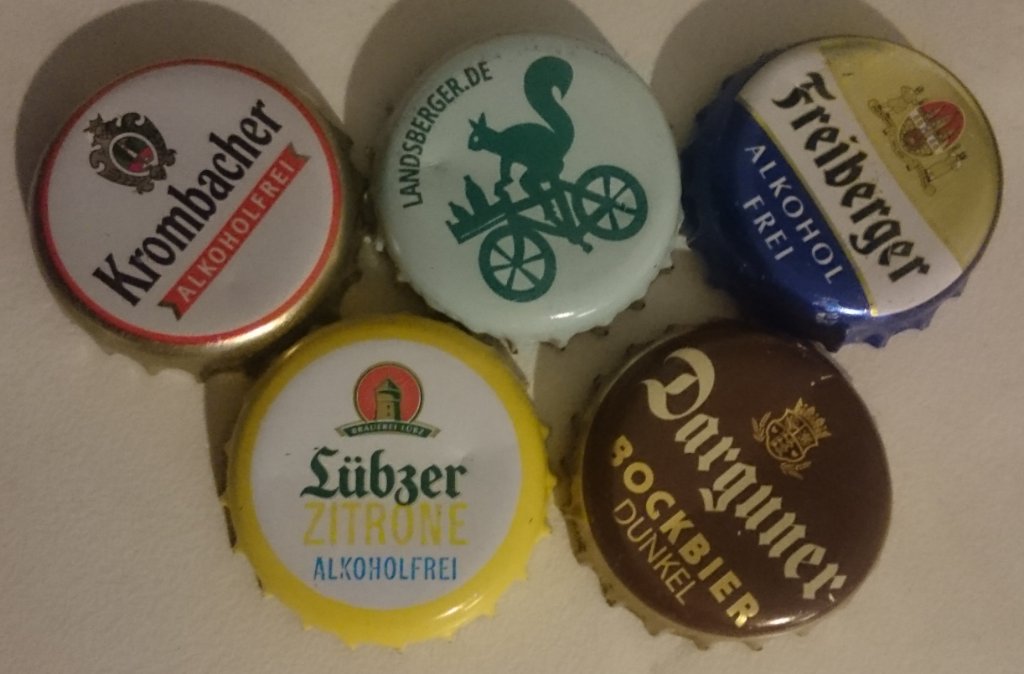 Krombacher
ALKOHOLFREI
LANDSBERGER.DE
Freiberger
ALKOHOL
FREI
BRAUEREI LÜBZ
Lübzer
ZITRONE
ALKOHOLFREI
Darguner
BOCKBIER
DUNKEL